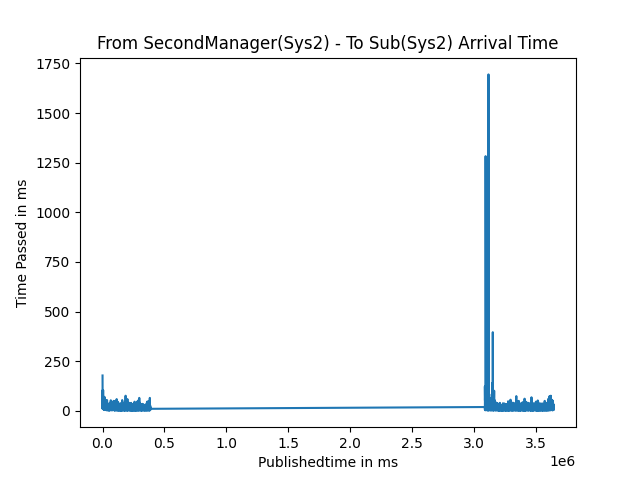 From SecondManager(Sys2) - To Sub(Sys2) Arrival Time
1750
1500
1250
1000
750
500
250
0
Time Passed in ms
0.0 0.5 1.0 1.5 2.0 2.5 3.0 3.5
1e6
Publishedtime in ms